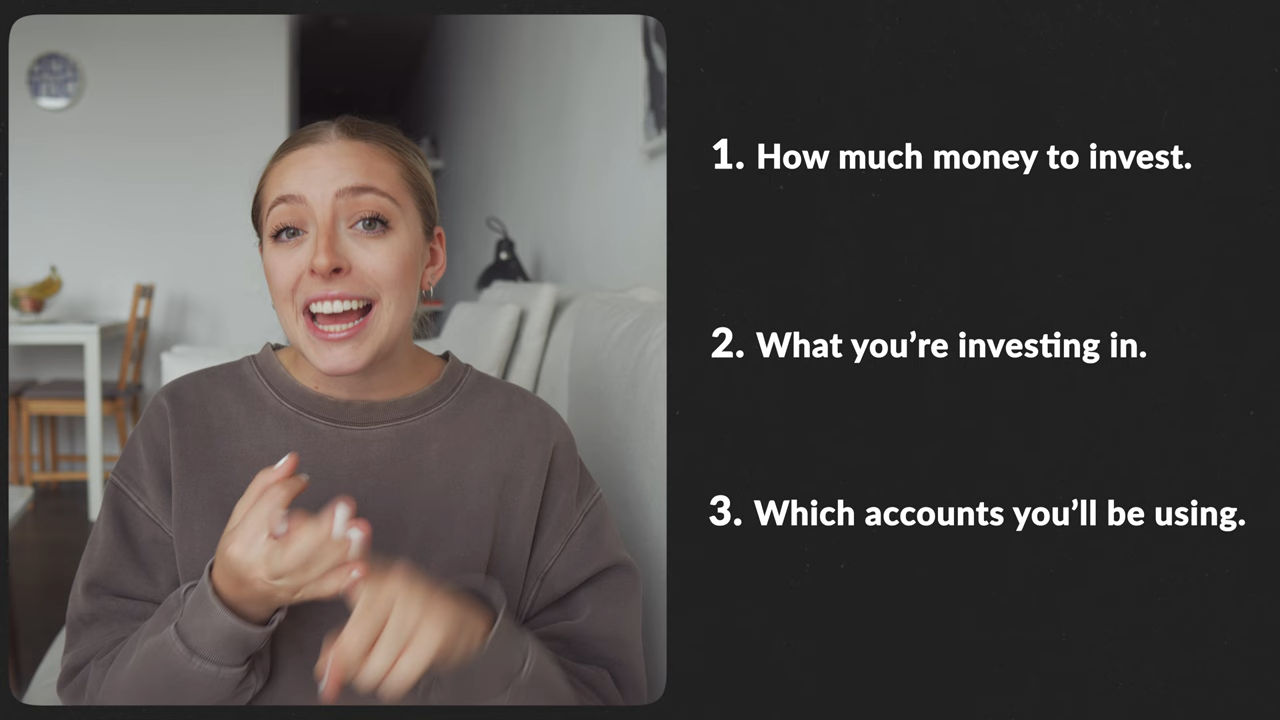 1. How much money to invest.
2. What you're investing in.
3. Which accounts you'll be using.